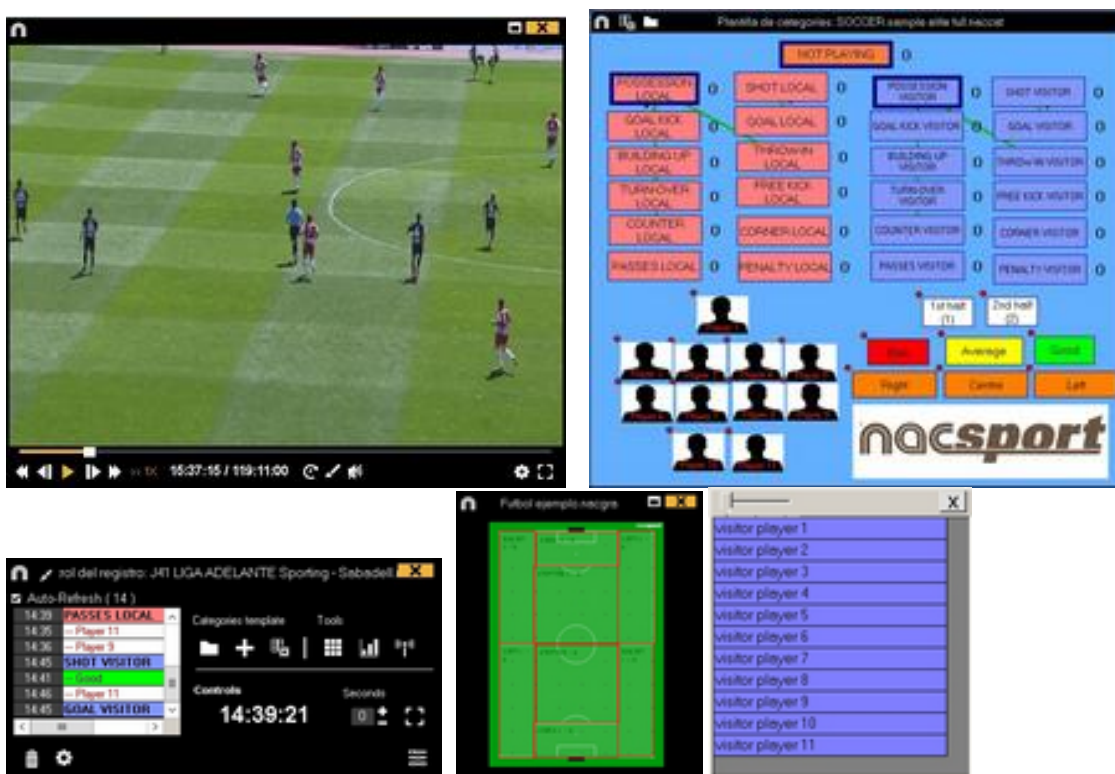 Plantilla de categories: SOCCER sample elite full naccat
NOT PLAYING 0
POSSESSION LOCAL 0
SHOT LOCAL 0
POSSESSION VISITOR 0
SHOT VISITOR 0
GOAL KICK LOCAL 0
GOAL LOCAL 0
GOAL KICK VISITOR 0
GOAL VISITOR 0
BUILDING UP LOCAL 0
THROW-IN LOCAL 0
BUILDING UP VISITOR 0
THROW-IN VISITOR 0
TURN-OVER LOCAL 0
FREE KICK LOCAL 0
TURN-OVER VISITOR 0
FREE KICK VISITOR 0
COUNTER LOCAL 0
CORNER LOCAL 0
COUNTER VISITOR 0
CORNER VISITOR 0
PASSES LOCAL 0
PENALTY LOCAL 0
PASSES VISITOR 0
PENALTY VISITOR 0
1st half (1)
2nd half (2)
Average
Good
Right
Centre
Left
nacsport
1X 15:37:15 / 119:11:00
rol del registro: J41 LIGA ADELANTE Sporting - Sabadell
Auto-Refresh ( 14 )
14:39 PASSES LOCAL
14:35 -- Player 11
14:36 -- Player 9
14:45 SHOT VISITOR
14:41 -- Good
14:46 -- Player 11
14:45 GOAL VISITOR
Categories template
Tools
Controls
Seconds
14:39:21
0
Futbol ejemplo nacgra
X
visitor player 1
visitor player 2
visitor player 3
visitor player 4
visitor player 5
visitor player 6
visitor player 7
visitor player 8
visitor player 9
visitor player 10
visitor player 11